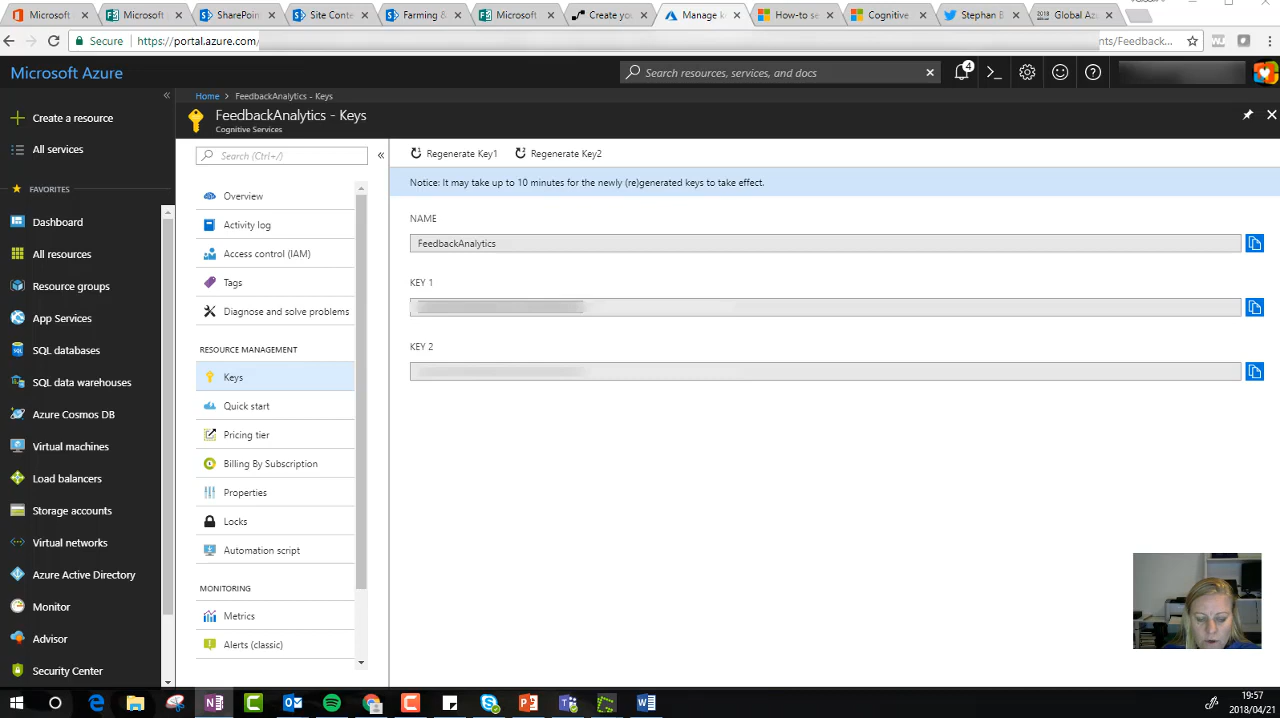 Microsoft
Microsoft
SharePoin
Site Conte
Farming &
Microsoft
Create you
Manage k
How-to se
Cognitive
Stephan B
Global Az
Secure
https://portal.azure.com/
nts/Feedback...
Microsoft Azure
Search resources, services, and docs
4
Home > FeedbackAnalytics - Keys
FeedbackAnalytics - Keys
Cognitive Services
Create a resource
All services
FAVORITES
Dashboard
All resources
Resource groups
App Services
SQL databases
SQL data warehouses
Azure Cosmos DB
Virtual machines
Load balancers
Storage accounts
Virtual networks
Azure Active Directory
Monitor
Advisor
Security Center
Search (Ctrl+/)
Overview
Activity log
Access control (IAM)
Tags
Diagnose and solve problems
RESOURCE MANAGEMENT
Keys
Quick start
Pricing tier
Billing By Subscription
Properties
Locks
Automation script
MONITORING
Metrics
Alerts (classic)
Regenerate Key1
Regenerate Key2
Notice: It may take up to 10 minutes for the newly (re)generated keys to take effect.
NAME
FeedbackAnalytics
KEY 1
KEY 2
19:57
2018/04/21